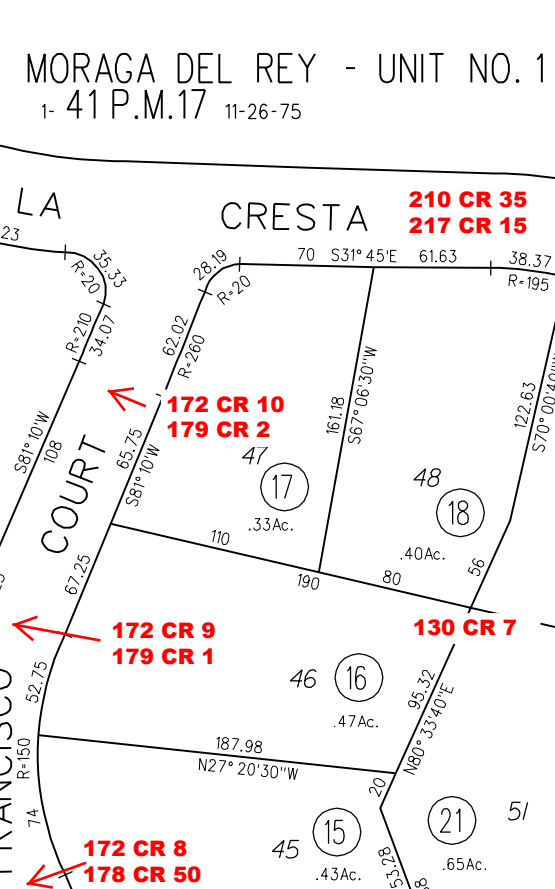 MORAGA DEL REY - UNIT NO. 1
1- 41 P.M.17 11-26-75
LA
CRESTA
210 CR 35
217 CR 15
23
35.33
R=20
28.19
R=20
70
S31° 45'E
61.63
38.37
R=195
R=210
34.07
62.02
R=260
172 CR 10
179 CR 2
161.18
S67° 06'30"W
122.63
S70° 00'40"W
S81° 10'W
108
65.75
S81° 10'W
COURT
47
17
.33Ac.
48
18
.40Ac.
110
190
80
56
67.25
172 CR 9
179 CR 1
130 CR 7
52.75
46
16
.47Ac.
95.32
N80° 33'40"E
187.98
N27° 20'30"W
R=150
FRANCISCO
74
20
45
15
.43Ac.
21
.65Ac.
51
53.28
172 CR 8
178 CR 50